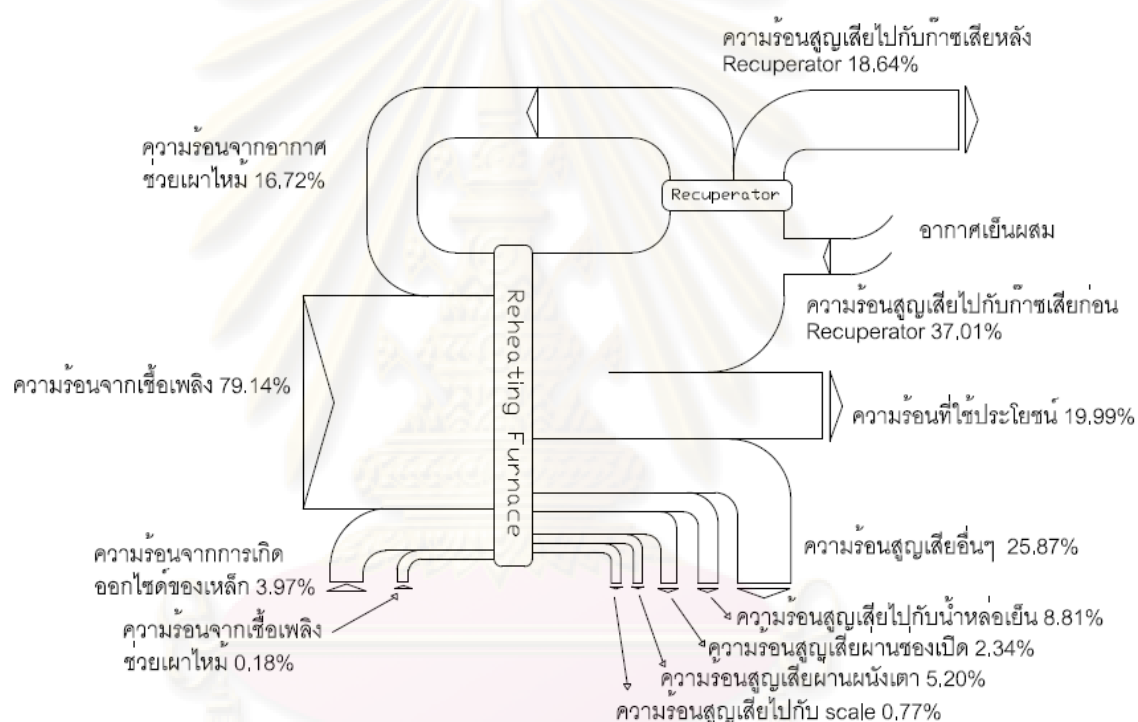 ความร้อนสูญเสียไปกับก๊าซเสียหลัง
Recuperator 18,64%
ความร้อนจากอากาศ
ช่วยเผาไหม้ 16,72%
Recuperator
อากาศเย็นผสม
ความร้อนสูญเสียไปกับก๊าซเสียก่อน
Recuperator 37,01%
Reheating Furnace
ความร้อนจากเชื้อเพลิง 79.14%
ความร้อนที่ใช้ประโยชน์ 19,99%
ความร้อนจากการเกิด
ออกไซด์ของเหล็ก 3.97%
ความร้อนสูญเสียอื่นๆ 25,87%
ความร้อนจากเชื้อเพลิง
ช่วยเผาไหม้ 0,18%
ความร้อนสูญเสียไปกับน้ำหล่อเย็น 8.81%
ความร้อนสูญเสียผ่านช่องเปิด 2,34%
ความร้อนสูญเสียผ่านผนังเตา 5,20%
ความร้อนสูญเสียไปกับ scale 0,77%